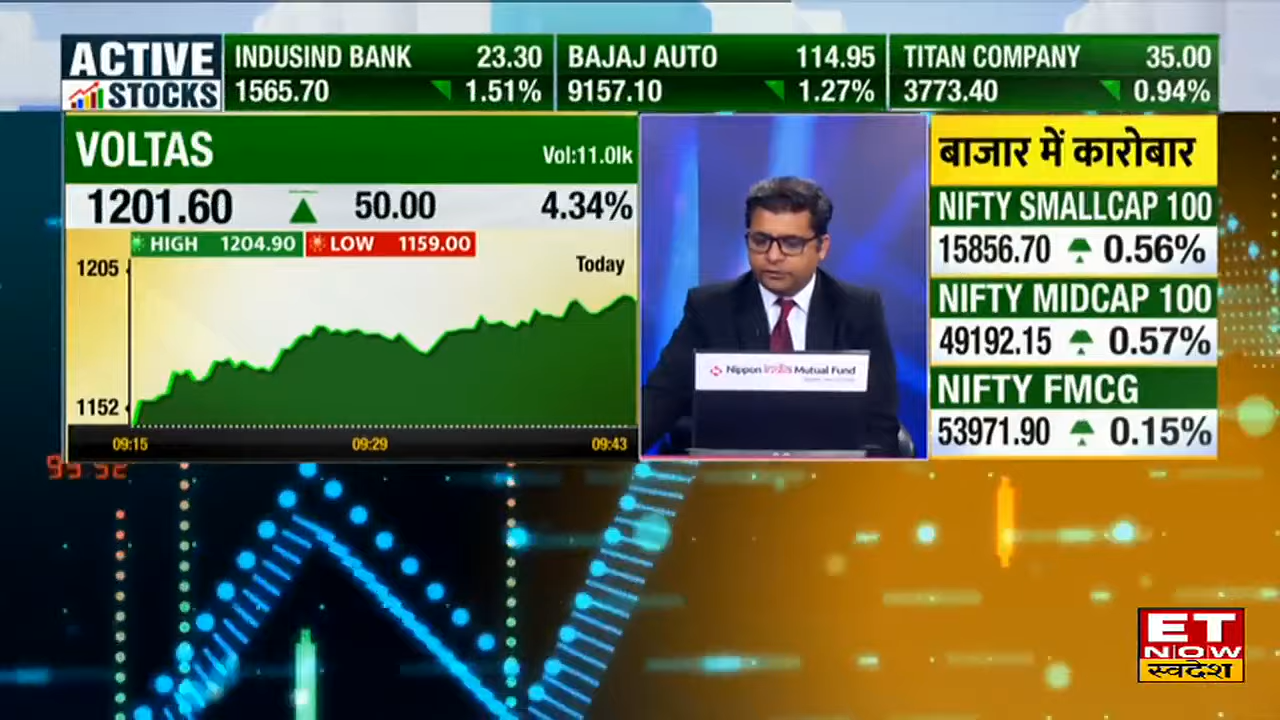 ACTIVE
STOCKS
INDUSIND BANK 23.30
1565.70 1.51%
BAJAJ AUTO 114.95
9157.10 1.27%
TITAN COMPANY 35.00
3773.40 0.94%
VOLTAS Vol:11.0lk
1201.60 50.00 4.34%
HIGH 1204.90 LOW 1159.00
Today
1205
1152
09:15 09:29 09:43
Nippon India Mutual Fund
बाजार में कारोबार
NIFTY SMALLCAP 100
15856.70 0.56%
NIFTY MIDCAP 100
49192.15 0.57%
NIFTY FMCG
53971.90 0.15%
ET
NOW
स्वदेश